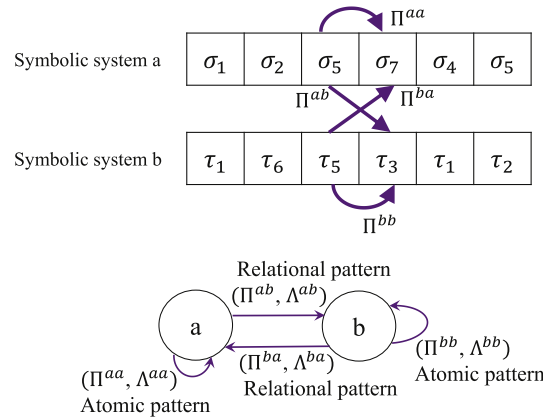 Π^{aa}
Symbolic system a σ₁ σ₂ σ₅ σ₇ σ₄ σ₅
Π^{ab} Π^{ba}
Symbolic system b τ₁ τ₆ τ₅ τ₃ τ₁ τ₂
Π^{bb}
Relational pattern
(Π^{ab}, Λ^{ab})
a b
(Π^{ba}, Λ^{ba})
Relational pattern
(Π^{aa}, Λ^{aa})
Atomic pattern
(Π^{bb}, Λ^{bb})
Atomic pattern